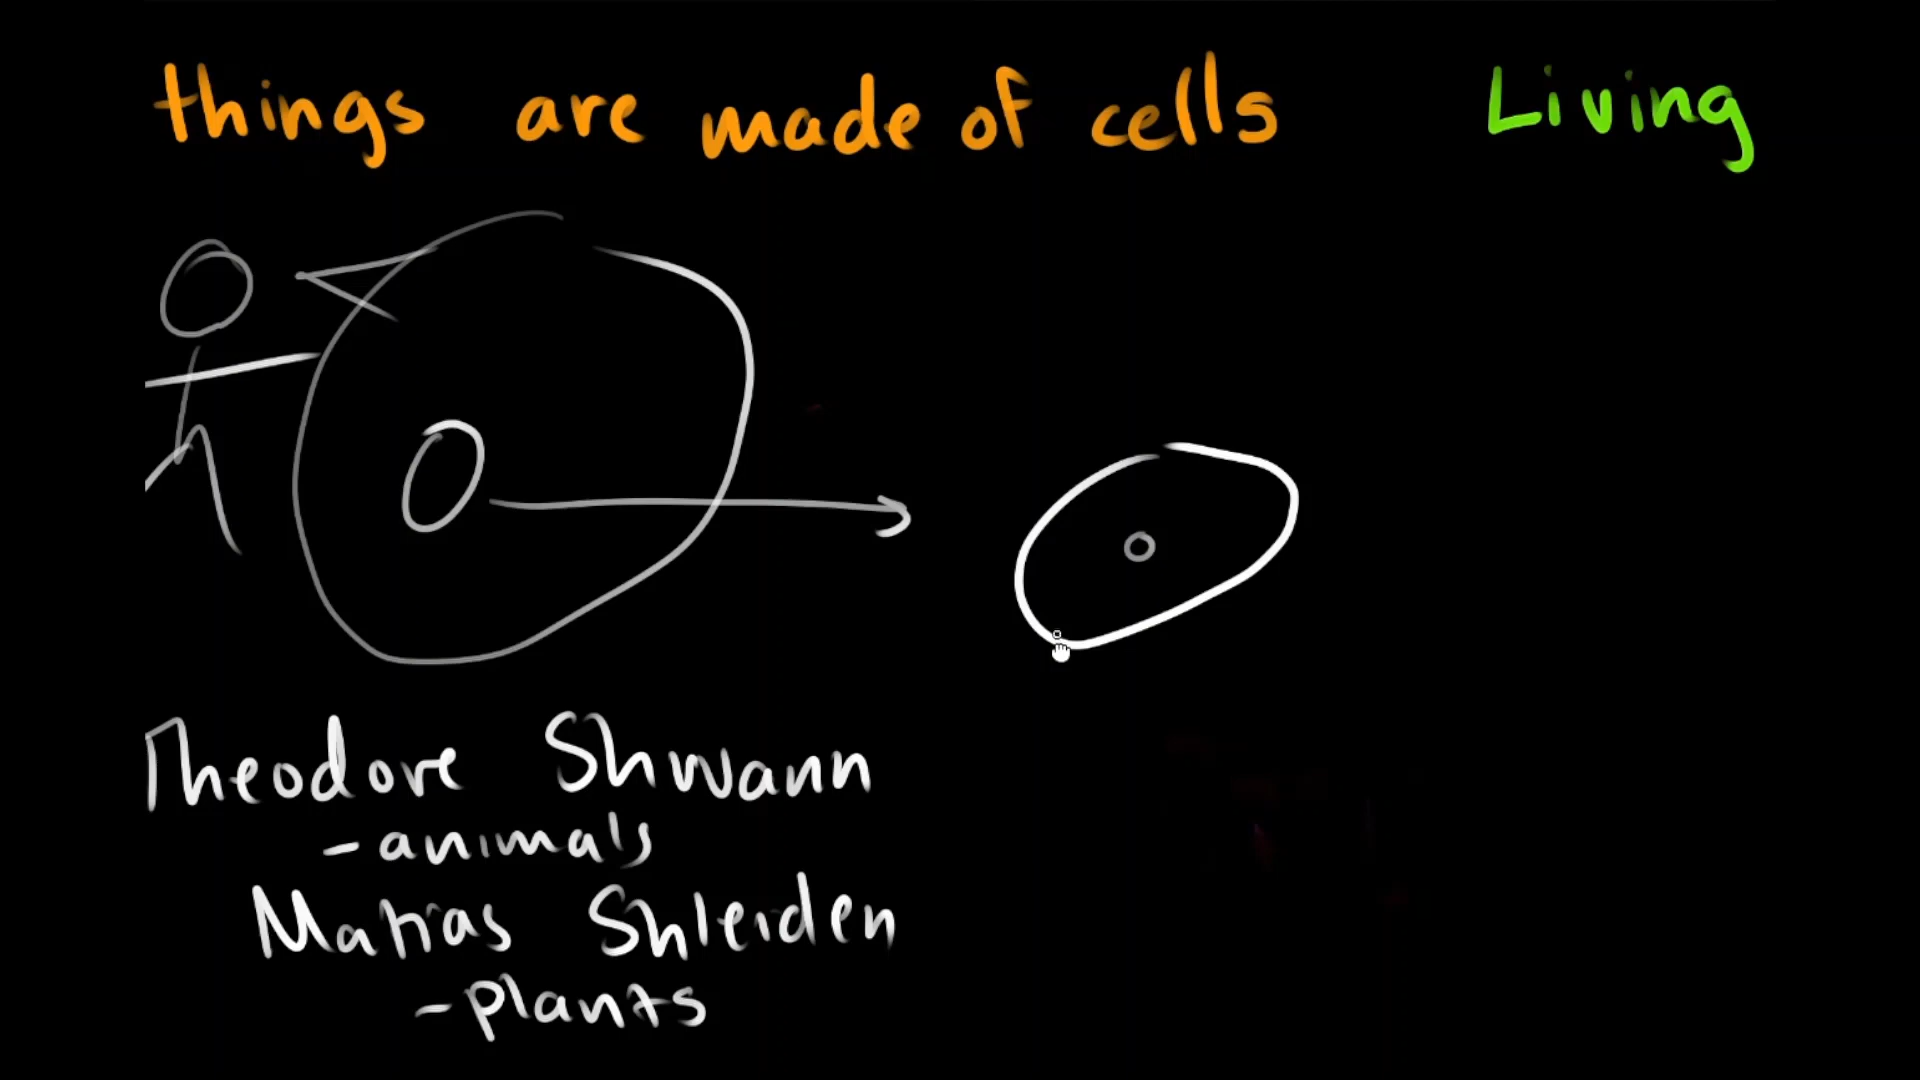 things are made of cells Living
Theodore Shwann
- animals
Matias Shleiden
- plants